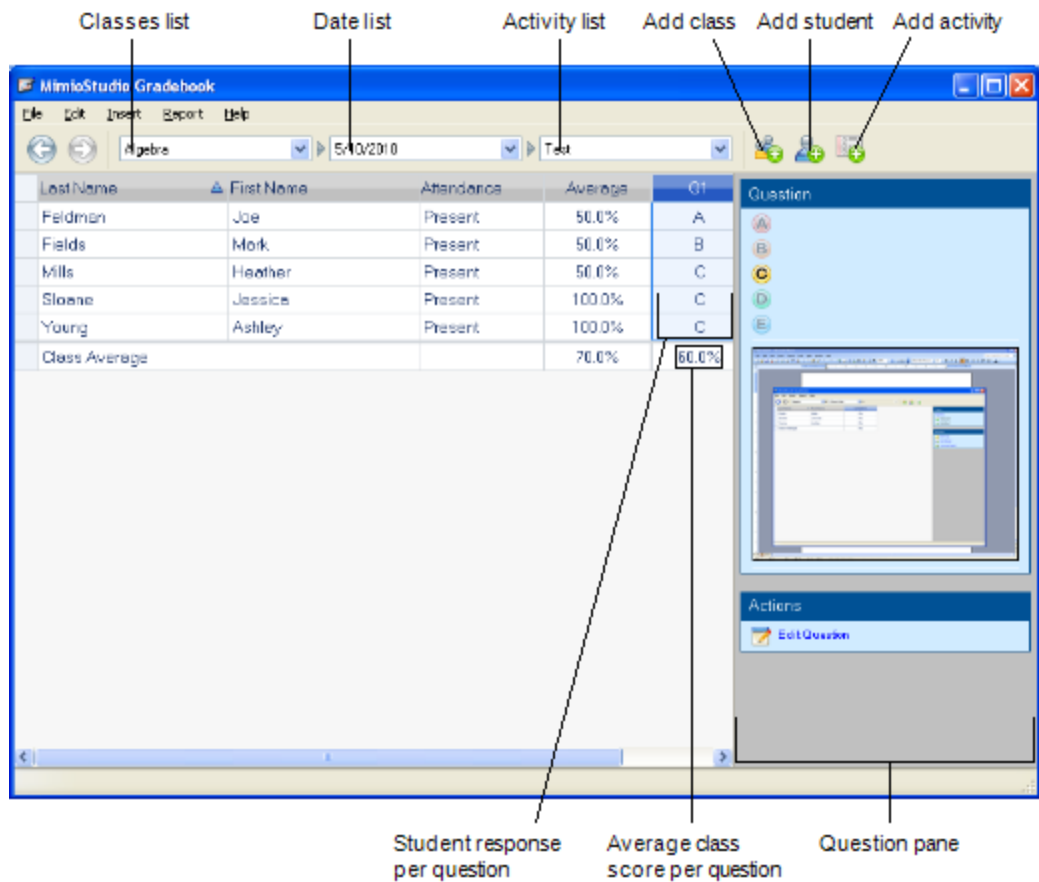 Classes list Date list Activity list Add class Add student Add activity
MimioStudio Gradebook
File Edit Insert Report Help
Algebra 5/10/2010 Test
Last Name First Name Attendance Average Q1 Question
Feldman Joe Present 50.0% A A
Fields Mark Present 50.0% B B
Mills Heather Present 50.0% C C
Sloane Jessica Present 100.0% C D
Young Ashley Present 100.0% C E
Class Average 70.0% 60.0%
Actions
Edit Question
Student response Average class Question pane
per question score per question